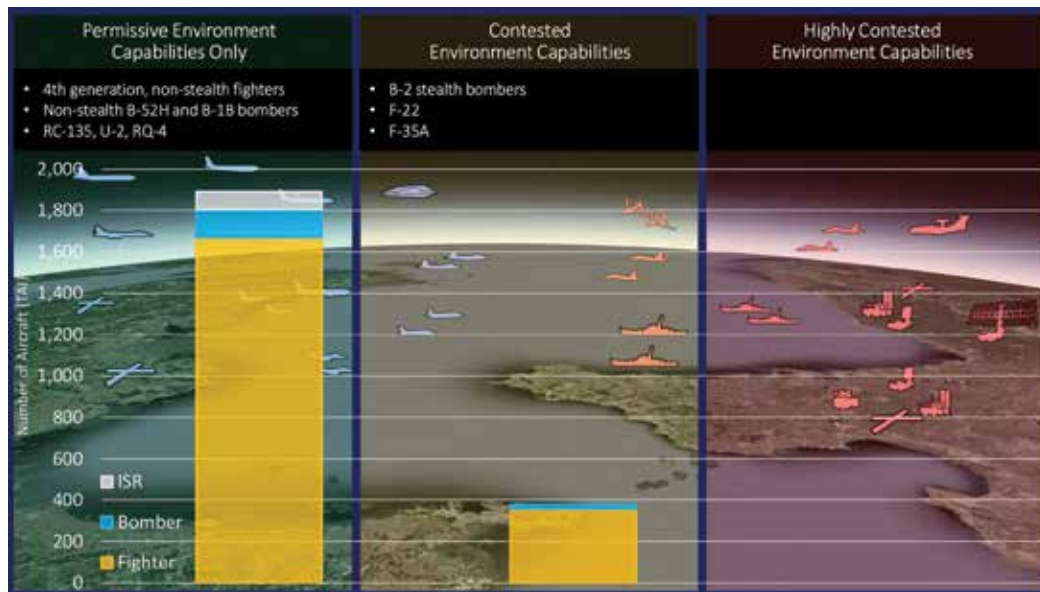 Permissive Environment
Capabilities Only
• 4th generation, non-stealth fighters
• Non-stealth B-52H and B-1B bombers
• RC-135, U-2, RQ-4
Contested
Environment Capabilities
• B-2 stealth bombers
• F-22
• F-35A
Highly Contested
Environment Capabilities
Number of Aircraft (TAI)
2,000
1,800
1,600
1,400
1,200
1,000
800
600
400
200
0
ISR
Bomber
Fighter